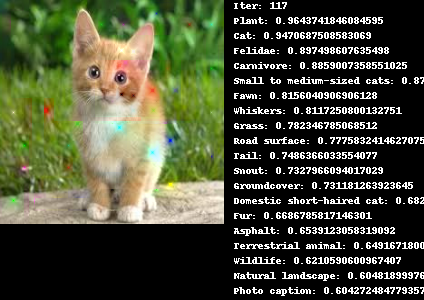 Iter: 117
Plant: 0.9643741846084595
Cat: 0.9470687508583069
Felidae: 0.897498607635498
Carnivore: 0.8859007358551025
Small to medium-sized cats: 0.87
Fawn: 0.8156040906906128
Whiskers: 0.8117250800132751
Grass: 0.782346785068512
Road surface: 0.7775832414627075
Tail: 0.7486366033554077
Snout: 0.7327966094017029
Groundcover: 0.731181263923645
Domestic short-haired cat: 0.682
Fur: 0.6686785817146301
Asphalt: 0.6539123058319092
Terrestrial animal: 0.6491671800
Wildlife: 0.6210590600967407
Natural landscape: 0.60481899976
Photo caption: 0.604272484779357